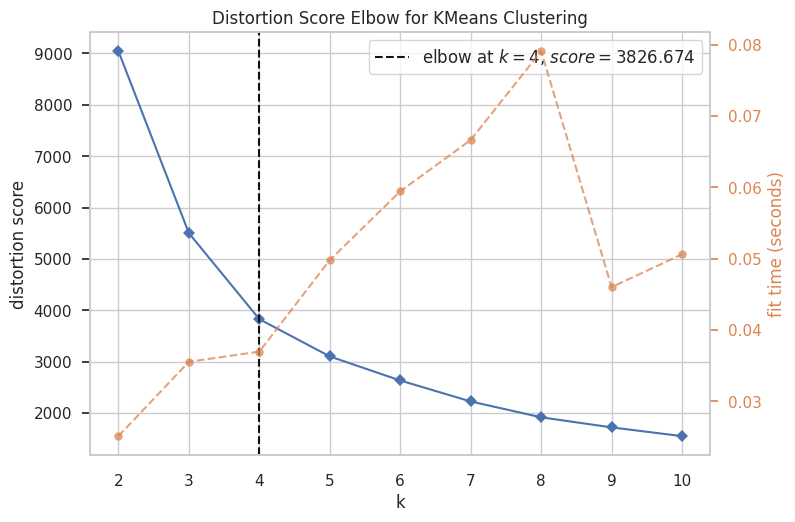 Distortion Score Elbow for KMeans Clustering
elbow at k = 4, score = 3826.674
distortion score
9000
8000
7000
6000
5000
4000
3000
2000
0.08
0.07
0.06
0.05
0.04
0.03
fit time (seconds)
2 3 4 5 6 7 8 9 10
k